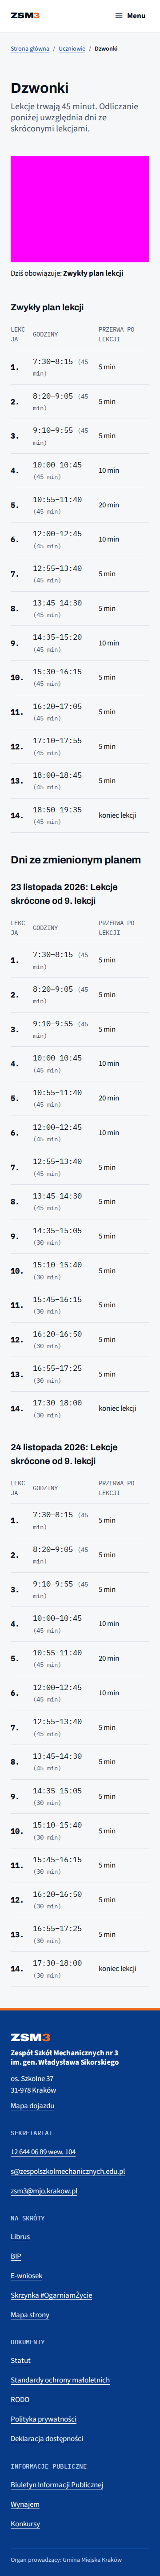 ZSM3
Menu
Strona główna / Uczniowie / Dzwonki
Dzwonki
Lekcje trwają 45 minut. Odliczanie
poniżej uwzględnia dni ze
skróconymi lekcjami.
Dziś obowiązuje: Zwykły plan lekcji
Zwykły plan lekcji
LEKC
JA GODZINY PRZERWA PO
LEKCJI
1. 7:30–8:15 (45
min) 5 min
2. 8:20–9:05 (45
min) 5 min
3. 9:10–9:55 (45
min) 5 min
4. 10:00–10:45
(45 min) 10 min
5. 10:55–11:40
(45 min) 20 min
6. 12:00–12:45
(45 min) 10 min
7. 12:55–13:40
(45 min) 5 min
8. 13:45–14:30
(45 min) 5 min
9. 14:35–15:20
(45 min) 10 min
10. 15:30–16:15
(45 min) 5 min
11. 16:20–17:05
(45 min) 5 min
12. 17:10–17:55
(45 min) 5 min
13. 18:00–18:45
(45 min) 5 min
14. 18:50–19:35
(45 min) koniec lekcji
Dni ze zmienionym planem
23 listopada 2026: Lekcje
skrócone od 9. lekcji
LEKC
JA GODZINY PRZERWA PO
LEKCJI
1. 7:30–8:15 (45
min) 5 min
2. 8:20–9:05 (45
min) 5 min
3. 9:10–9:55 (45
min) 5 min
4. 10:00–10:45
(45 min) 10 min
5. 10:55–11:40
(45 min) 20 min
6. 12:00–12:45
(45 min) 10 min
7. 12:55–13:40
(45 min) 5 min
8. 13:45–14:30
(45 min) 5 min
9. 14:35–15:05
(30 min) 5 min
10. 15:10–15:40
(30 min) 5 min
11. 15:45–16:15
(30 min) 5 min
12. 16:20–16:50
(30 min) 5 min
13. 16:55–17:25
(30 min) 5 min
14. 17:30–18:00
(30 min) koniec lekcji
24 listopada 2026: Lekcje
skrócone od 9. lekcji
LEKC
JA GODZINY PRZERWA PO
LEKCJI
1. 7:30–8:15 (45
min) 5 min
2. 8:20–9:05 (45
min) 5 min
3. 9:10–9:55 (45
min) 5 min
4. 10:00–10:45
(45 min) 10 min
5. 10:55–11:40
(45 min) 20 min
6. 12:00–12:45
(45 min) 10 min
7. 12:55–13:40
(45 min) 5 min
8. 13:45–14:30
(45 min) 5 min
9. 14:35–15:05
(30 min) 5 min
10. 15:10–15:40
(30 min) 5 min
11. 15:45–16:15
(30 min) 5 min
12. 16:20–16:50
(30 min) 5 min
13. 16:55–17:25
(30 min) 5 min
14. 17:30–18:00
(30 min) koniec lekcji
ZSM3
Zespół Szkół Mechanicznych nr 3
im. gen. Władysława Sikorskiego
os. Szkolne 37
31-978 Kraków
Mapa dojazdu
SEKRETARIAT
12 644 06 89 wew. 104
s@zespolszkolmechanicznych.edu.pl
zsm3@mjo.krakow.pl
NA SKRÓTY
Librus
BIP
E-wniosek
Skrzynka #OgarniamŻycie
Mapa strony
DOKUMENTY
Statut
Standardy ochrony małoletnich
RODO
Polityka prywatności
Deklaracja dostępności
INFORMACJE PUBLICZNE
Biuletyn Informacji Publicznej
Wynajem
Konkursy
Organ prowadzący: Gmina Miejska Kraków